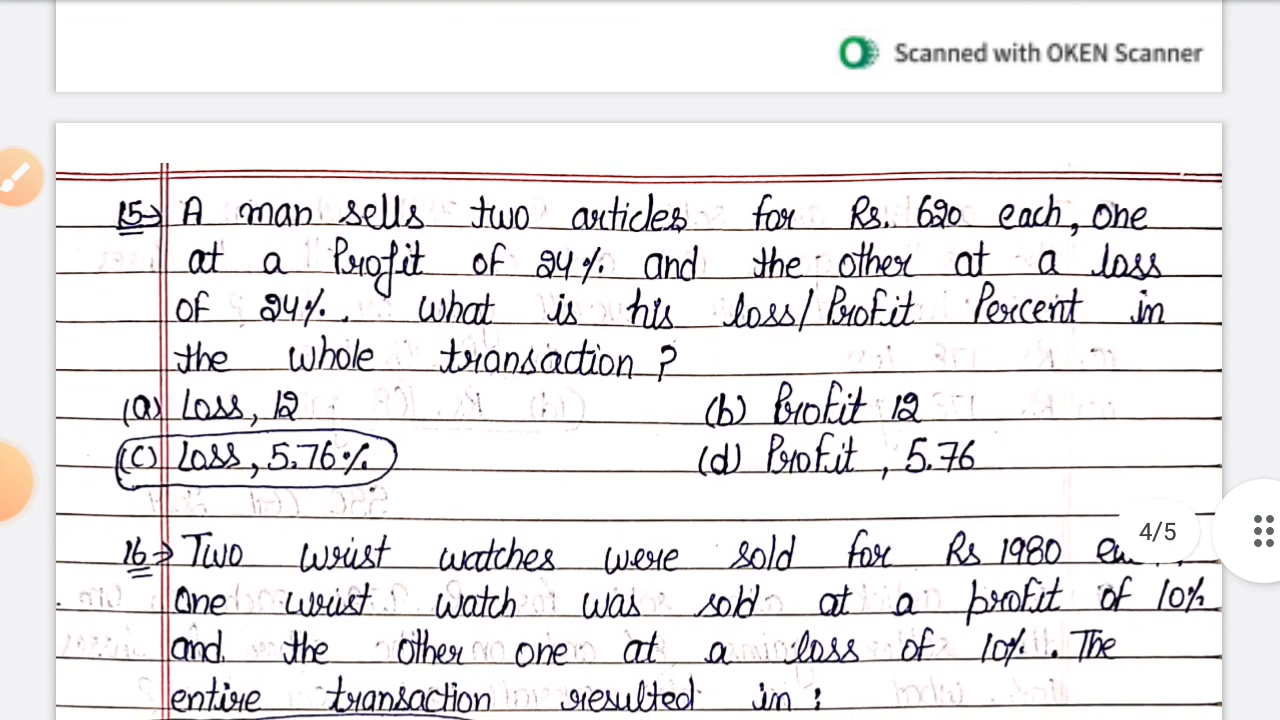 Scanned with OKEN Scanner
15→ A man sells two articles for Rs. 620 each, one
at a Profit of 24% and the other at a loss
of 24%. What is his loss/Profit Percent in
the whole transaction?
(a) Loss, 12 (b) Profit 12
(c) Loss, 5.76% (d) Profit, 5.76
4/5
16→ Two wrist watches were sold for Rs 1980
one wrist watch was sold at a profit of 10%
and the other one at a loss of 10%. The
entire transaction resulted in: